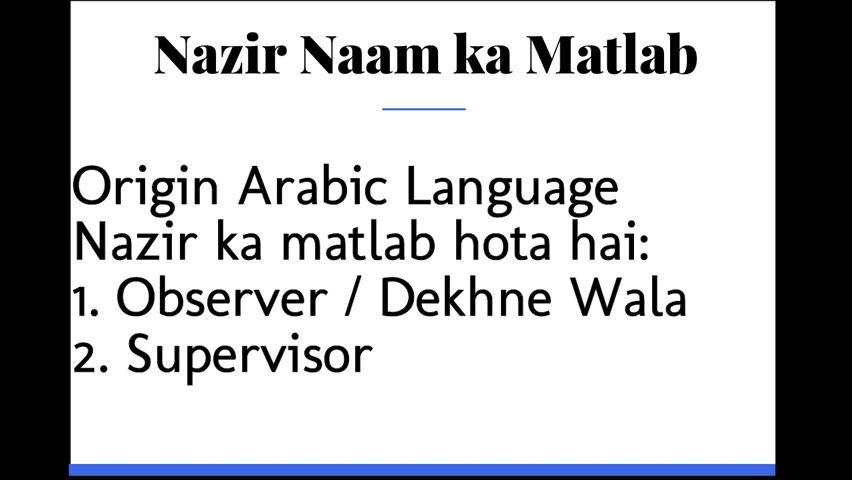 Nazir Naam ka Matlab
Origin Arabic Language
Nazir ka matlab hota hai:
1. Observer / Dekhne Wala
2. Supervisor